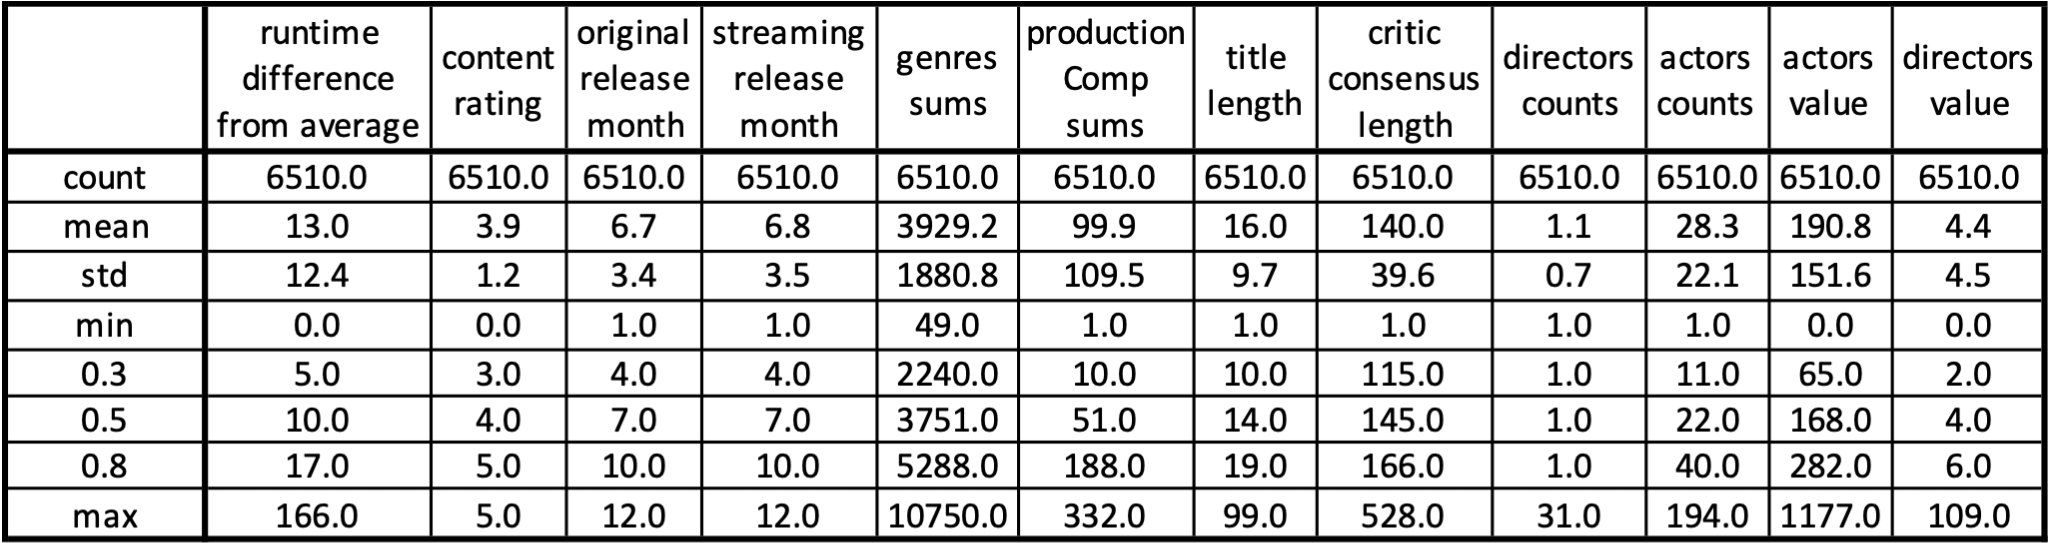 runtime difference from average content rating original release month streaming release month genres sums production Comp sums title length critic consensus length directors counts actors counts actors value directors value
count 6510.0 6510.0 6510.0 6510.0 6510.0 6510.0 6510.0 6510.0 6510.0 6510.0 6510.0 6510.0
mean 13.0 3.9 6.7 6.8 3929.2 99.9 16.0 140.0 1.1 28.3 190.8 4.4
std 12.4 1.2 3.4 3.5 1880.8 109.5 9.7 39.6 0.7 22.1 151.6 4.5
min 0.0 0.0 1.0 1.0 49.0 1.0 1.0 1.0 1.0 1.0 0.0 0.0
0.3 5.0 3.0 4.0 4.0 2240.0 10.0 10.0 115.0 1.0 11.0 65.0 2.0
0.5 10.0 4.0 7.0 7.0 3751.0 51.0 14.0 145.0 1.0 22.0 168.0 4.0
0.8 17.0 5.0 10.0 10.0 5288.0 188.0 19.0 166.0 1.0 40.0 282.0 6.0
max 166.0 5.0 12.0 12.0 10750.0 332.0 99.0 528.0 31.0 194.0 1177.0 109.0